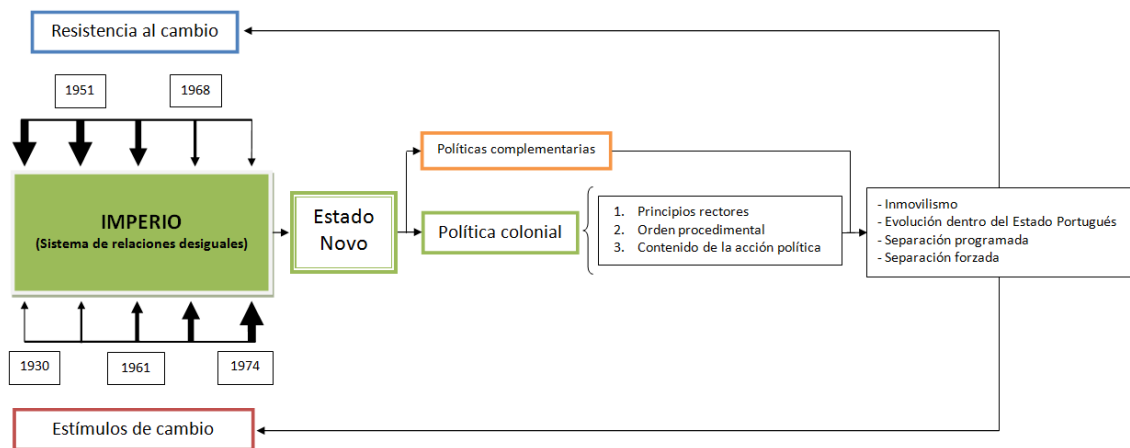 Resistencia al cambio
1951
1968
IMPERIO
(Sistema de relaciones desiguales)
Estado
Novo
Políticas complementarias
Política colonial
1. Principios rectores
2. Orden procedimental
3. Contenido de la acción política
- Inmovilismo
- Evolución dentro del Estado Portugués
- Separación programada
- Separación forzada
1930
1961
1974
Estímulos de cambio